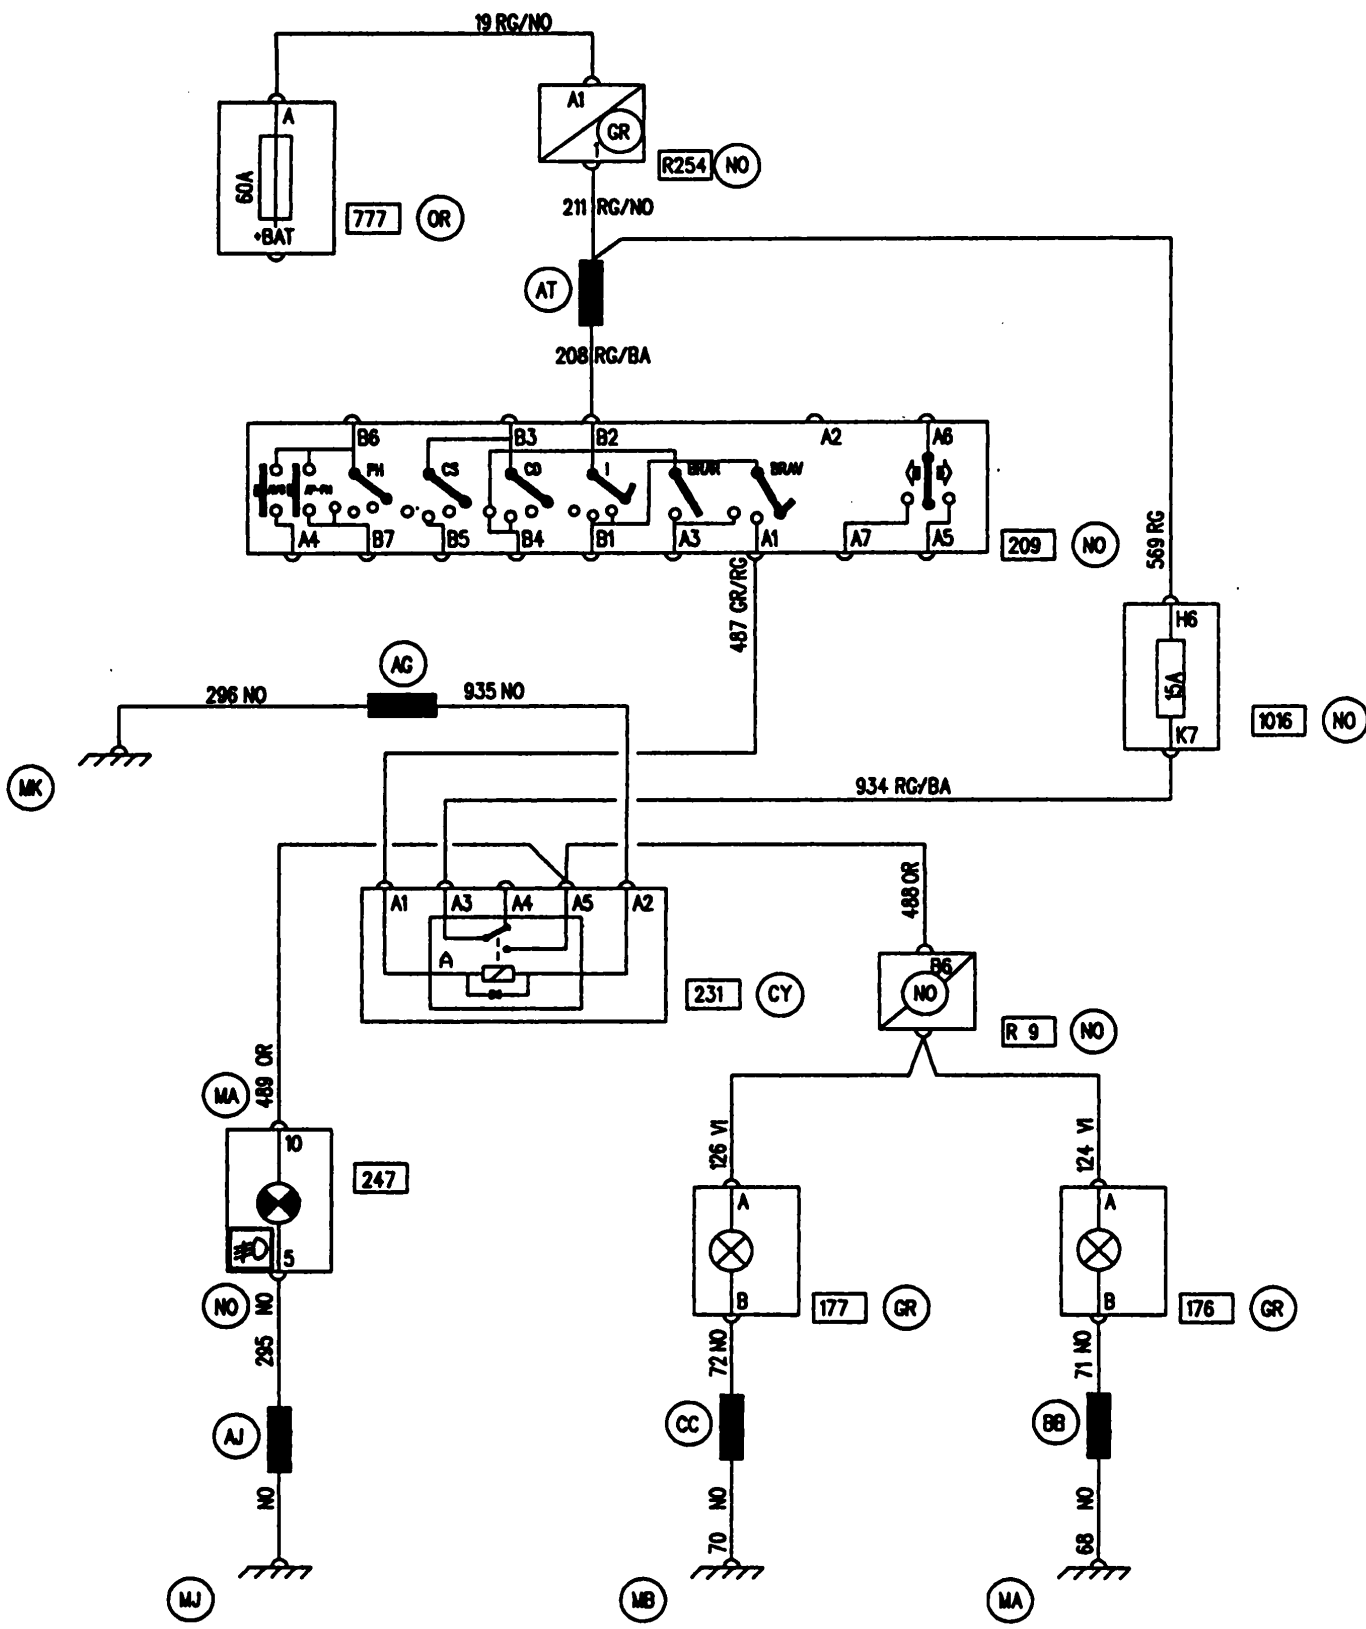 19 RG/NO
A
60A
+BAT
777
OR
A1
GR
1
R254
NO
211 RG/NO
AT
208 RG/BA
B6
B3
B2
A2
A6
PH
CS
CD
I
BRAR
BRAV
AP-PH
A4
B7
B5
B4
B1
A3
A1
A7
A5
209
NO
487 GR/RG
569 RG
H6
15A
K7
1016
NO
AG
296 NO
935 NO
MK
934 RG/BA
A1
A3
A4
A5
A2
A
231
CY
488 OR
B6
NO
R 9
NO
489 OR
MA
10
5
247
NO
295 NO
AJ
NO
MJ
126 VI
A
B
177
GR
72 NO
CC
70 NO
MB
124 VI
A
B
176
GR
71 NO
BB
68 NO
MA